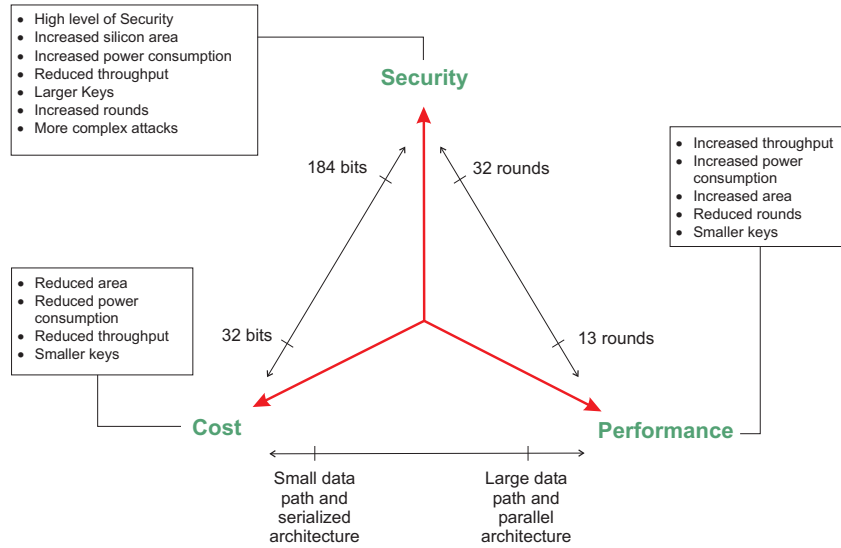 • High level of Security
• Increased silicon area
• Increased power consumption
• Reduced throughput
• Larger Keys
• Increased rounds
• More complex attacks
Security
184 bits
32 rounds
• Increased throughput
• Increased power
consumption
• Increased area
• Reduced rounds
• Smaller keys
• Reduced area
• Reduced power
consumption
• Reduced throughput
• Smaller keys
32 bits
13 rounds
Cost
Performance
Small data
path and
serialized
architecture
Large data
path and
parallel
architecture